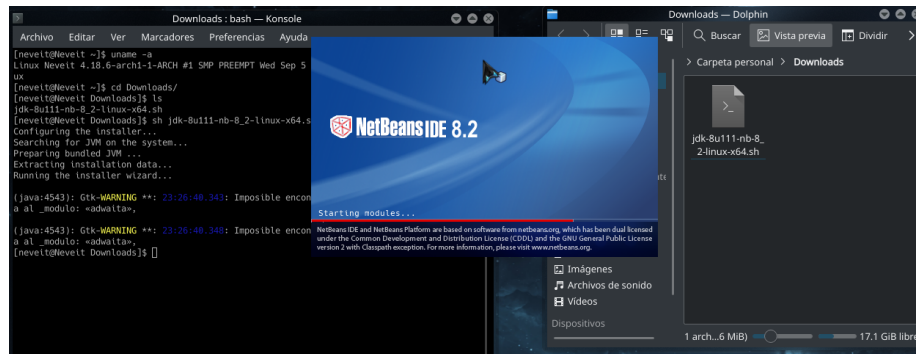 Downloads : bash — Konsole
Archivo Editar Ver Marcadores Preferencias Ayuda
[neveit@Neveit ~]$ uname -a
Linux Neveit 4.18.6-arch1-1-ARCH #1 SMP PREEMPT Wed Sep 5
ux
[neveit@Neveit ~]$ cd Downloads/
[neveit@Neveit Downloads]$ ls
jdk-8u111-nb-8_2-linux-x64.sh
[neveit@Neveit Downloads]$ sh jdk-8u111-nb-8_2-linux-x64.s
Configuring the installer...
Searching for JVM on the system...
Preparing bundled JVM ...
Extracting installation data...
Running the installer wizard...
(java:4543): Gtk-WARNING **: 23:26:40.343: Imposible encon
a al _modulo: «adwaita»,
(java:4543): Gtk-WARNING **: 23:26:40.348: Imposible encon
a al _modulo: «adwaita»,
[neveit@Neveit Downloads]$
NetBeans IDE 8.2
Starting modules...
NetBeans IDE and NetBeans Platform are based on software from netbeans.org, which has been dual licensed
under the Common Development and Distribution License (CDDL) and the GNU General Public License
version 2 with Classpath exception. For more information, please visit www.netbeans.org.
Downloads — Dolphin
Buscar Vista previa Dividir
Carpeta personal > Downloads
jdk-8u111-nb-8_
2-linux-x64.sh
Imágenes
Archivos de sonido
Vídeos
Dispositivos
1 arch...6 MiB) 17.1 GiB libre